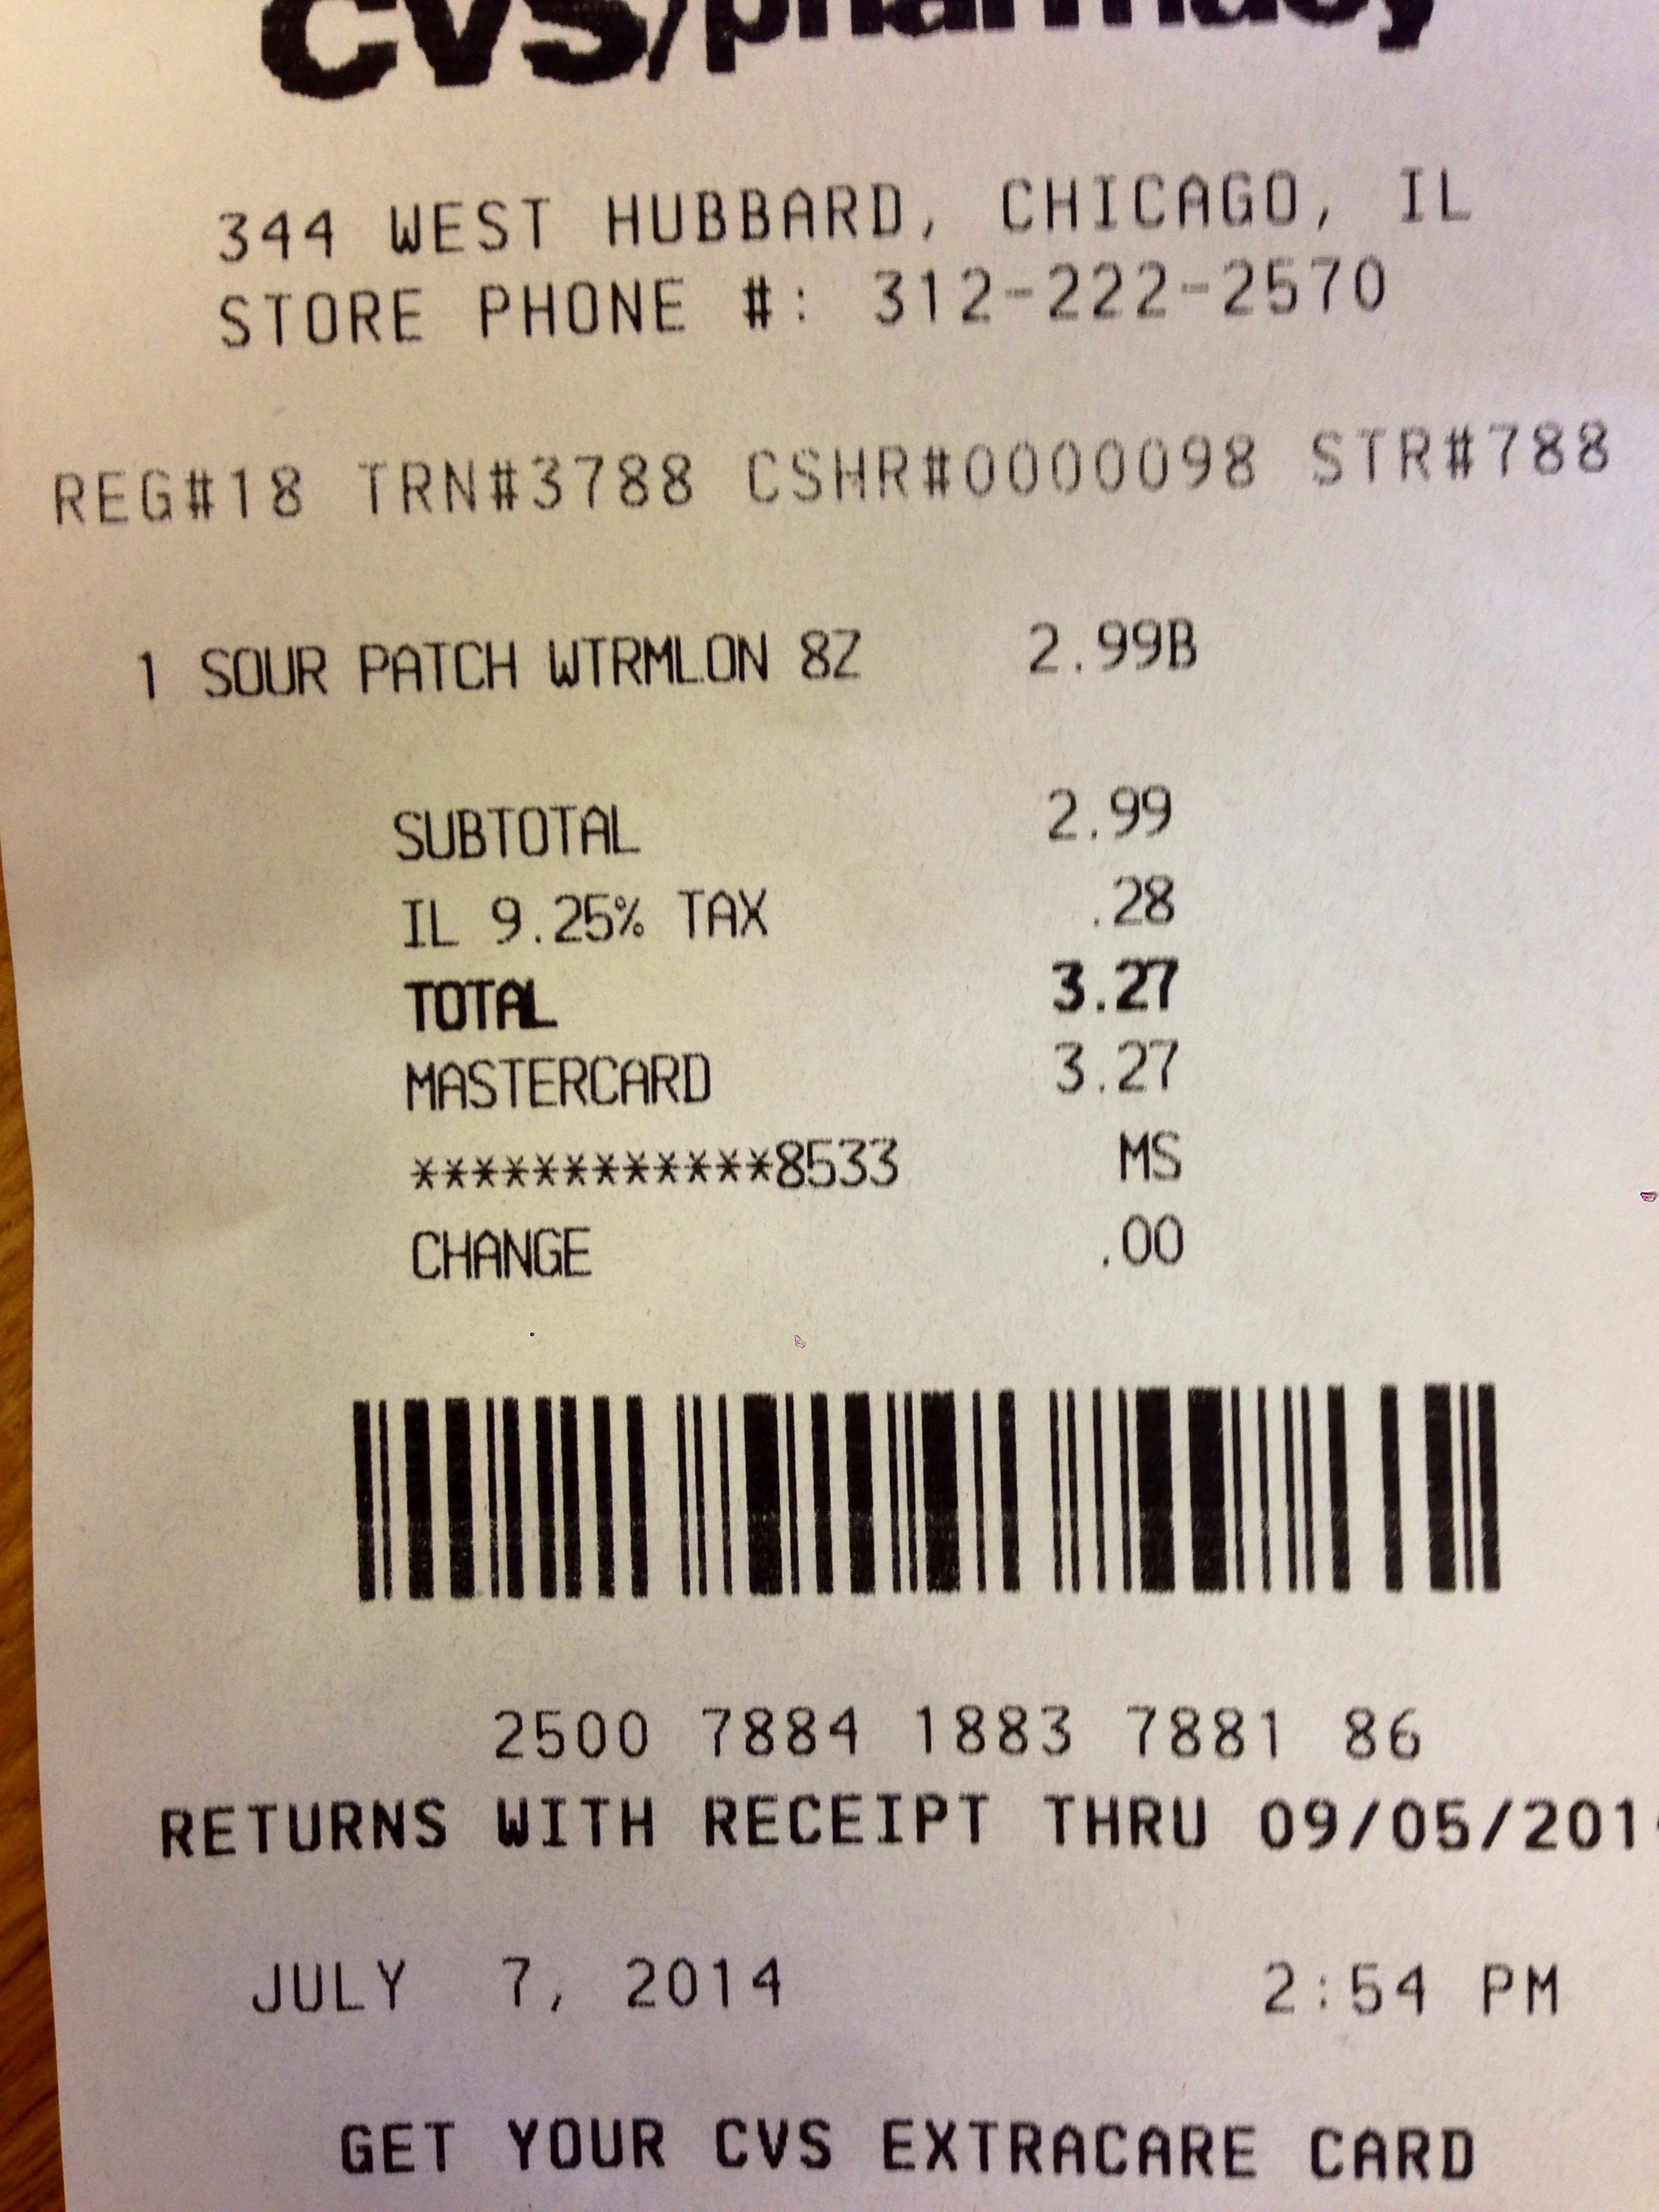 CVS/pharmacy
344 WEST HUBBARD, CHICAGO, IL
STORE PHONE #: 312-222-2570
REG#18 TRN#3788 CSHR#0000098 STR#788
1 SOUR PATCH WTRMLON 8Z 2.99B
SUBTOTAL 2.99
IL 9.25% TAX .28
TOTAL 3.27
MASTERCARD 3.27
************8533 MS
CHANGE .00
2500 7884 1883 7881 86
RETURNS WITH RECEIPT THRU 09/05/2014
JULY 7, 2014 2:54 PM
GET YOUR CVS EXTRACARE CARD